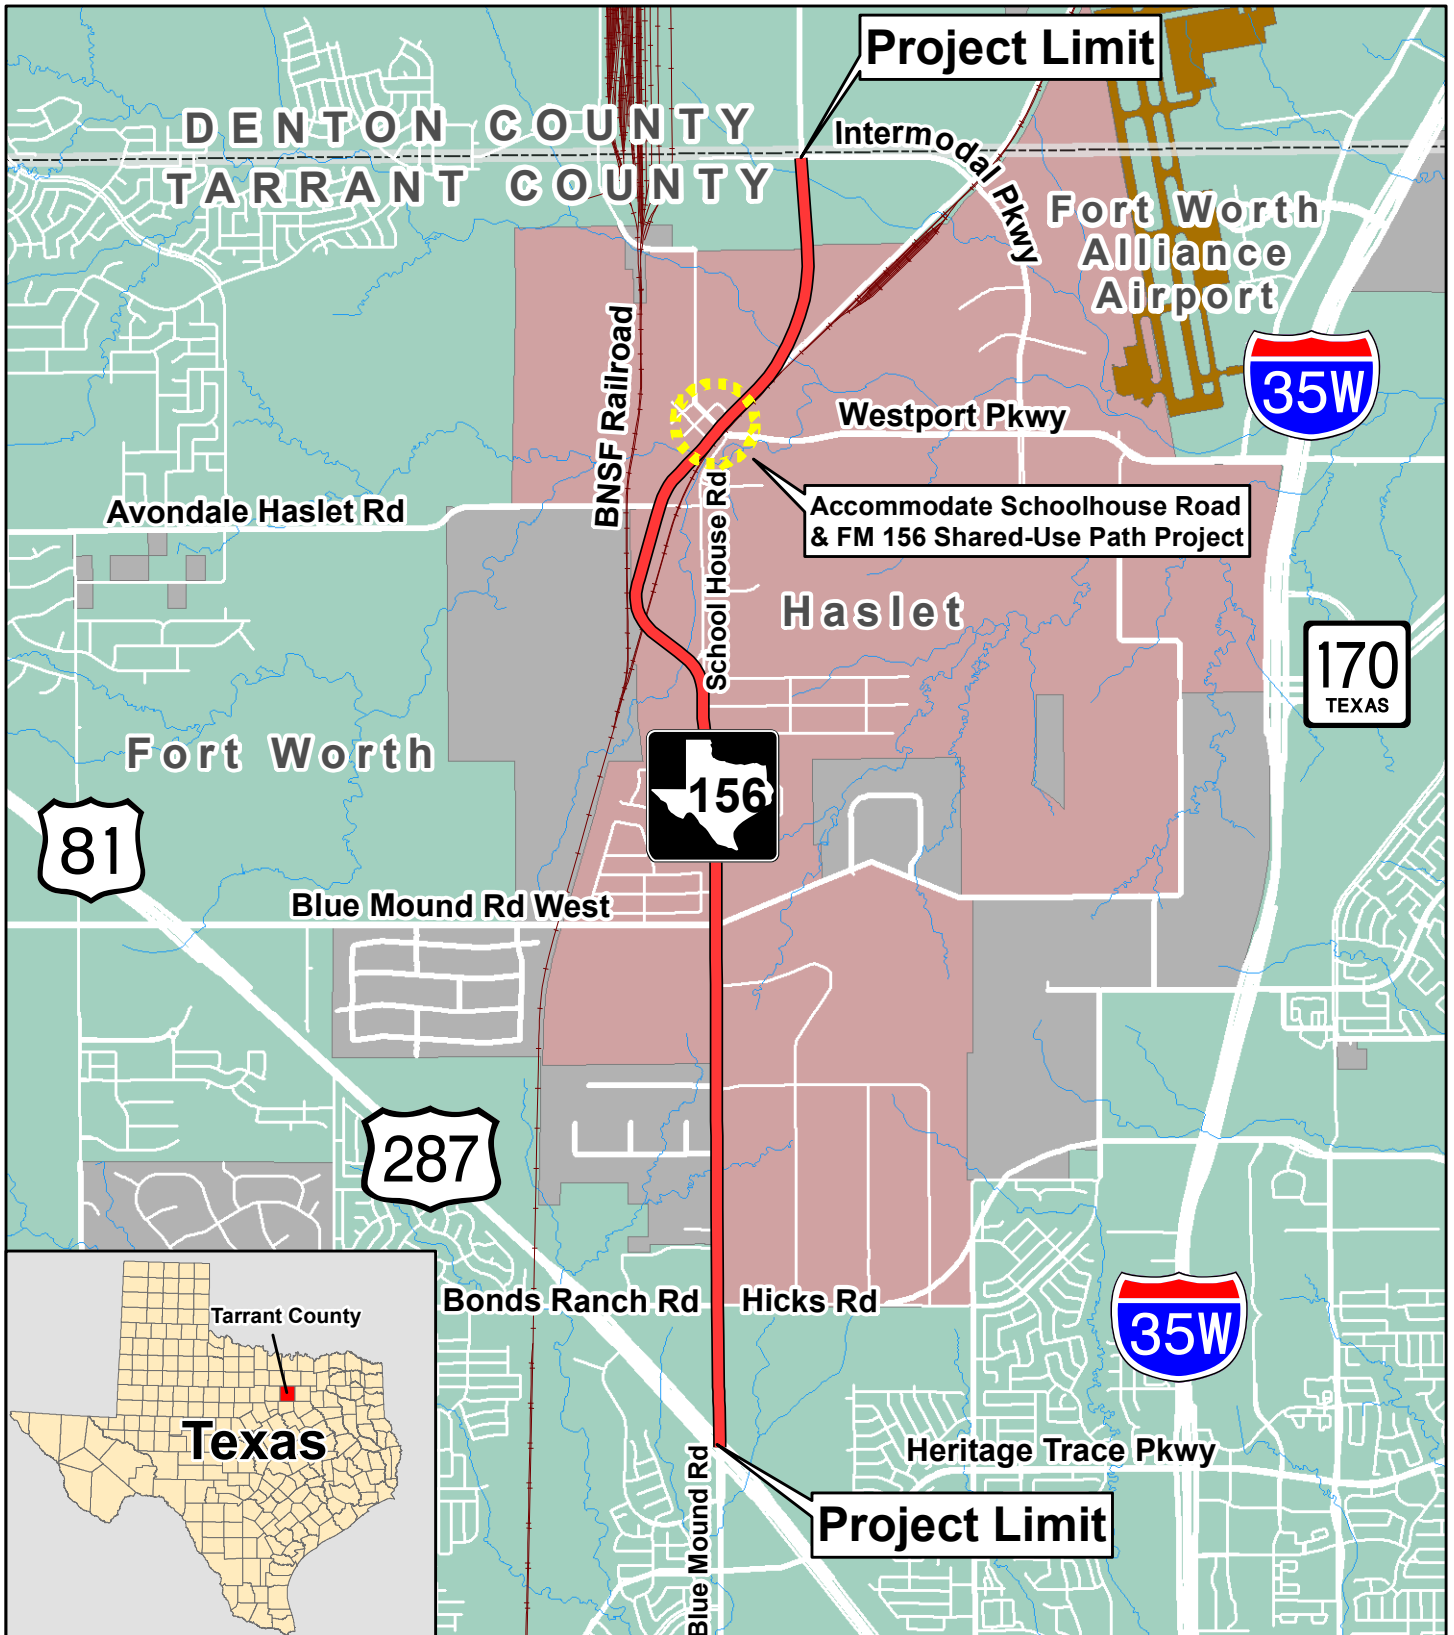 Project Limit
DENTON COUNTY
Intermodal Pkwy
TARRANT COUNTY
Fort Worth
Alliance
Airport
BNSF Railroad
35W
Westport Pkwy
Avondale Haslet Rd
School House Rd
Accommodate Schoolhouse Road
& FM 156 Shared-Use Path Project
Haslet
170
TEXAS
Fort Worth
156
81
Blue Mound Rd West
287
Bonds Ranch Rd
Hicks Rd
35W
Tarrant County
Texas
Heritage Trace Pkwy
Blue Mound Rd
Project Limit